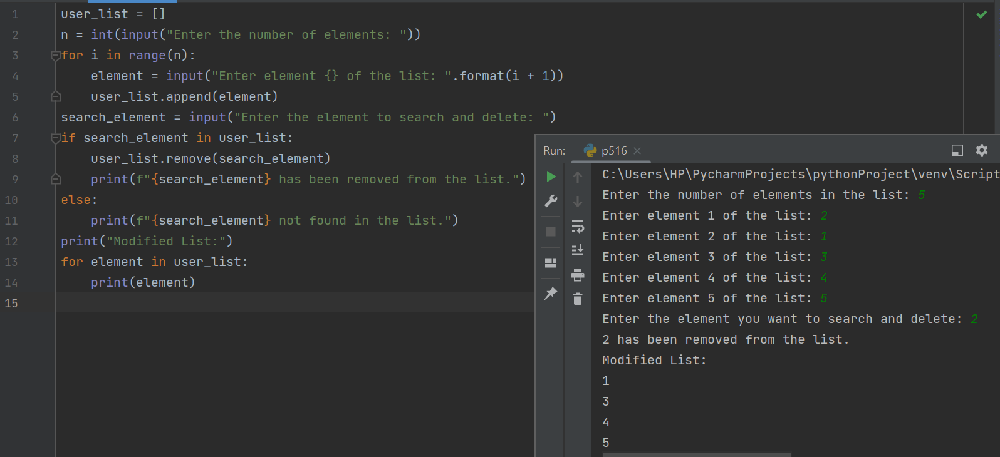 1 user_list = []
2 n = int(input("Enter the number of elements: "))
3 for i in range(n):
4     element = input("Enter element {} of the list: ".format(i + 1))
5     user_list.append(element)
6 search_element = input("Enter the element to search and delete: ")
7 if search_element in user_list:
8     user_list.remove(search_element)
9     print(f"{search_element} has been removed from the list.")
10 else:
11     print(f"{search_element} not found in the list.")
12 print("Modified List:")
13 for element in user_list:
14     print(element)
15
Run: p516
C:\Users\HP\PycharmProjects\pythonProject\venv\Script
Enter the number of elements in the list: 5
Enter element 1 of the list: 2
Enter element 2 of the list: 1
Enter element 3 of the list: 3
Enter element 4 of the list: 4
Enter element 5 of the list: 5
Enter the element you want to search and delete: 2
2 has been removed from the list.
Modified List:
1
3
4
5